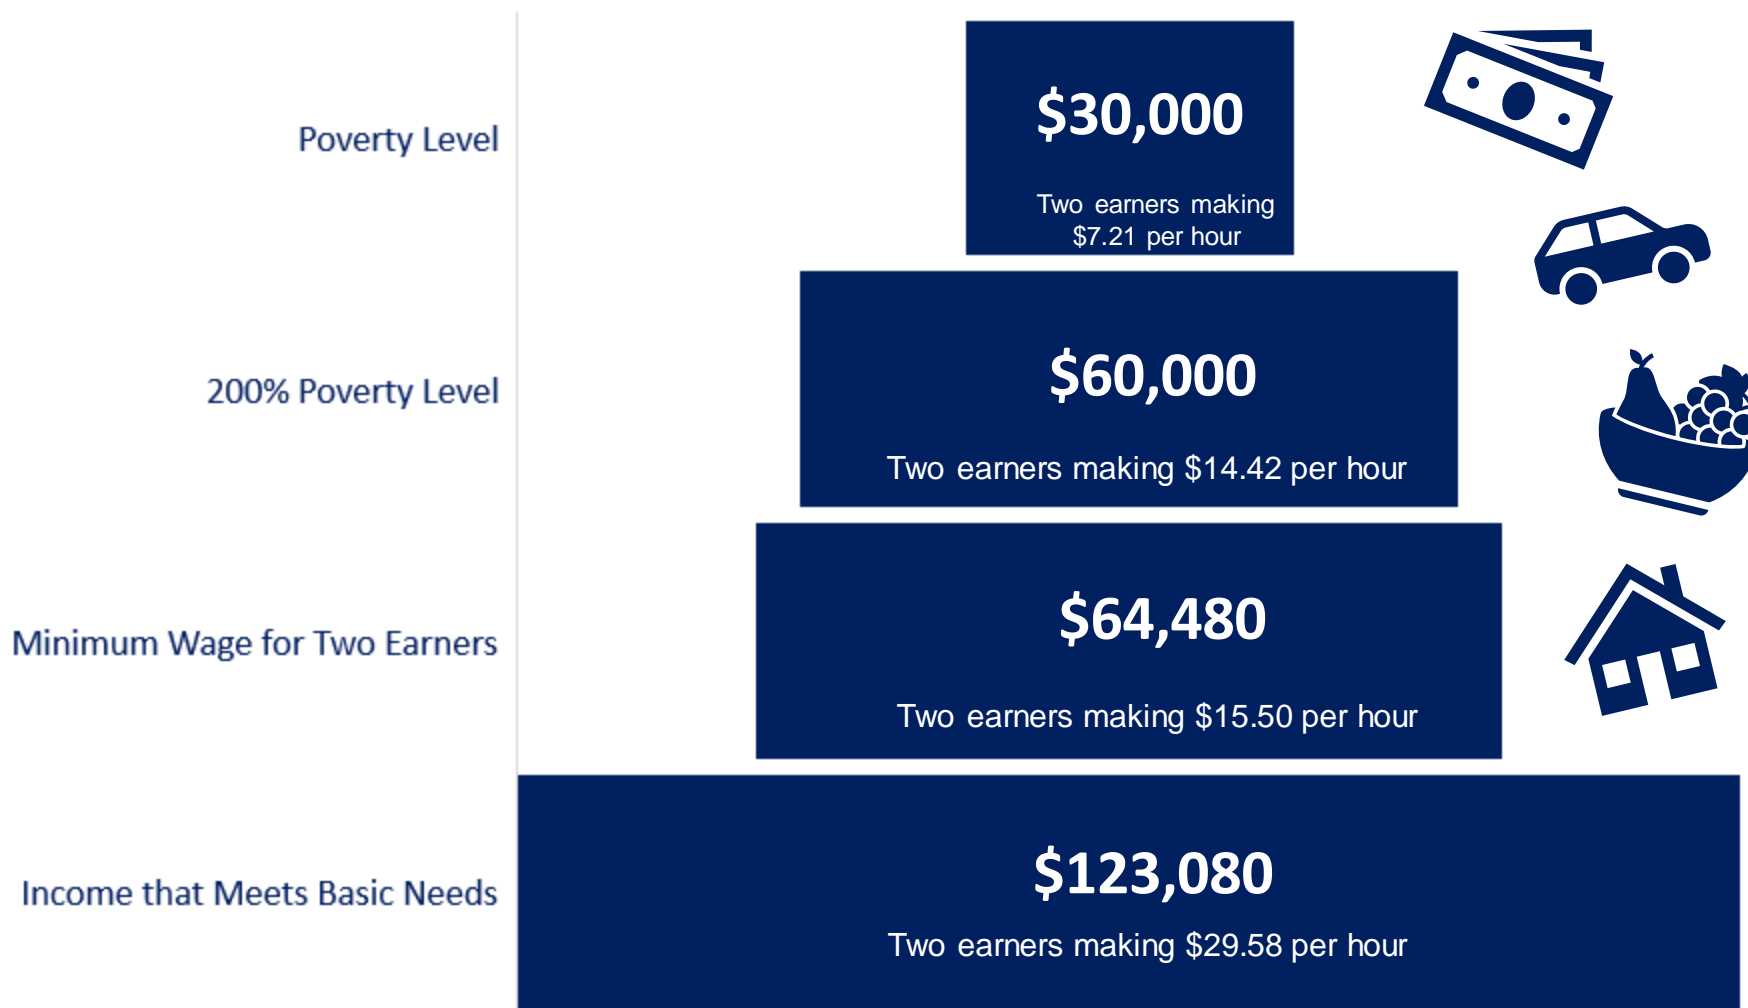 Poverty Level
$30,000
Two earners making
$7.21 per hour
200% Poverty Level
$60,000
Two earners making $14.42 per hour
Minimum Wage for Two Earners
$64,480
Two earners making $15.50 per hour
Income that Meets Basic Needs
$123,080
Two earners making $29.58 per hour